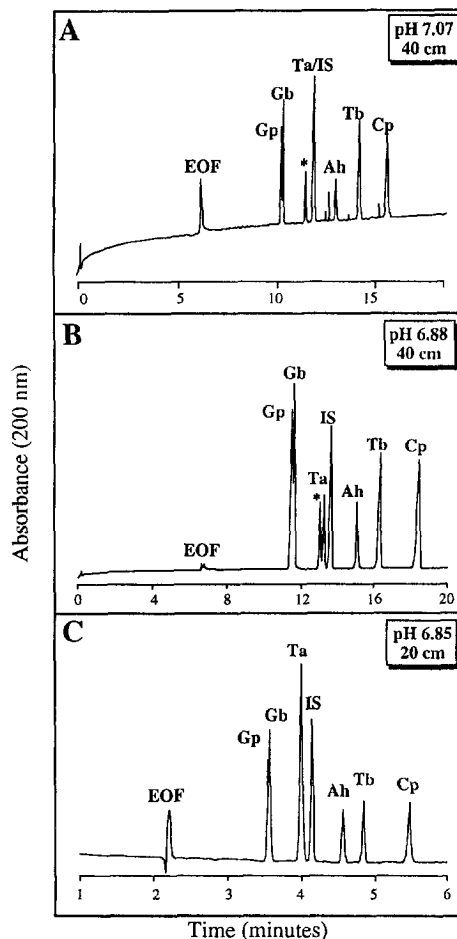 A
pH 7.07
40 cm
Ta/IS
Gb
Gp
Tb
Cp
EOF
*
Ah
0 5 10 15
B
pH 6.88
40 cm
Gb
Gp
IS
Tb
Cp
Ta
*
Ah
EOF
0 4 8 12 16 20
C
pH 6.85
20 cm
Ta
IS
Gb
Gp
EOF
Ah
Tb
Cp
1 2 3 4 5 6
Time (minutes)
Absorbance (200 nm)